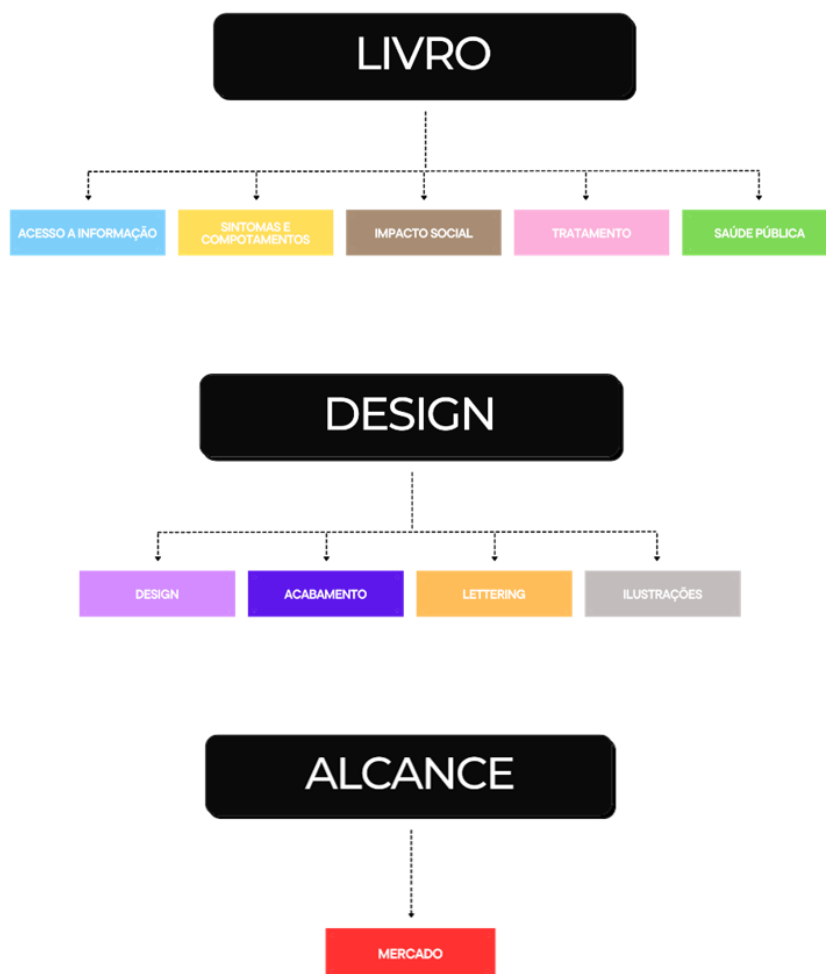 LIVRO
ACESSO A INFORMAÇÃO
SINTOMAS E
COMPOTAMENTOS
IMPACTO SOCIAL
TRATAMENTO
SAÚDE PÚBLICA
DESIGN
DESIGN
ACABAMENTO
LETTERING
ILUSTRAÇÕES
ALCANCE
MERCADO